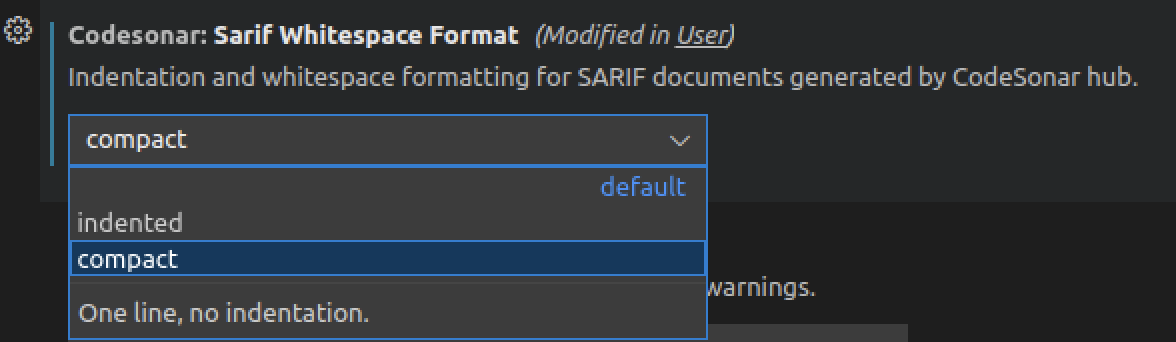 Codesonar: Sarif Whitespace Format (Modified in User)
Indentation and whitespace formatting for SARIF documents generated by CodeSonar hub.
compact
default
indented
compact
warnings.
One line, no indentation.